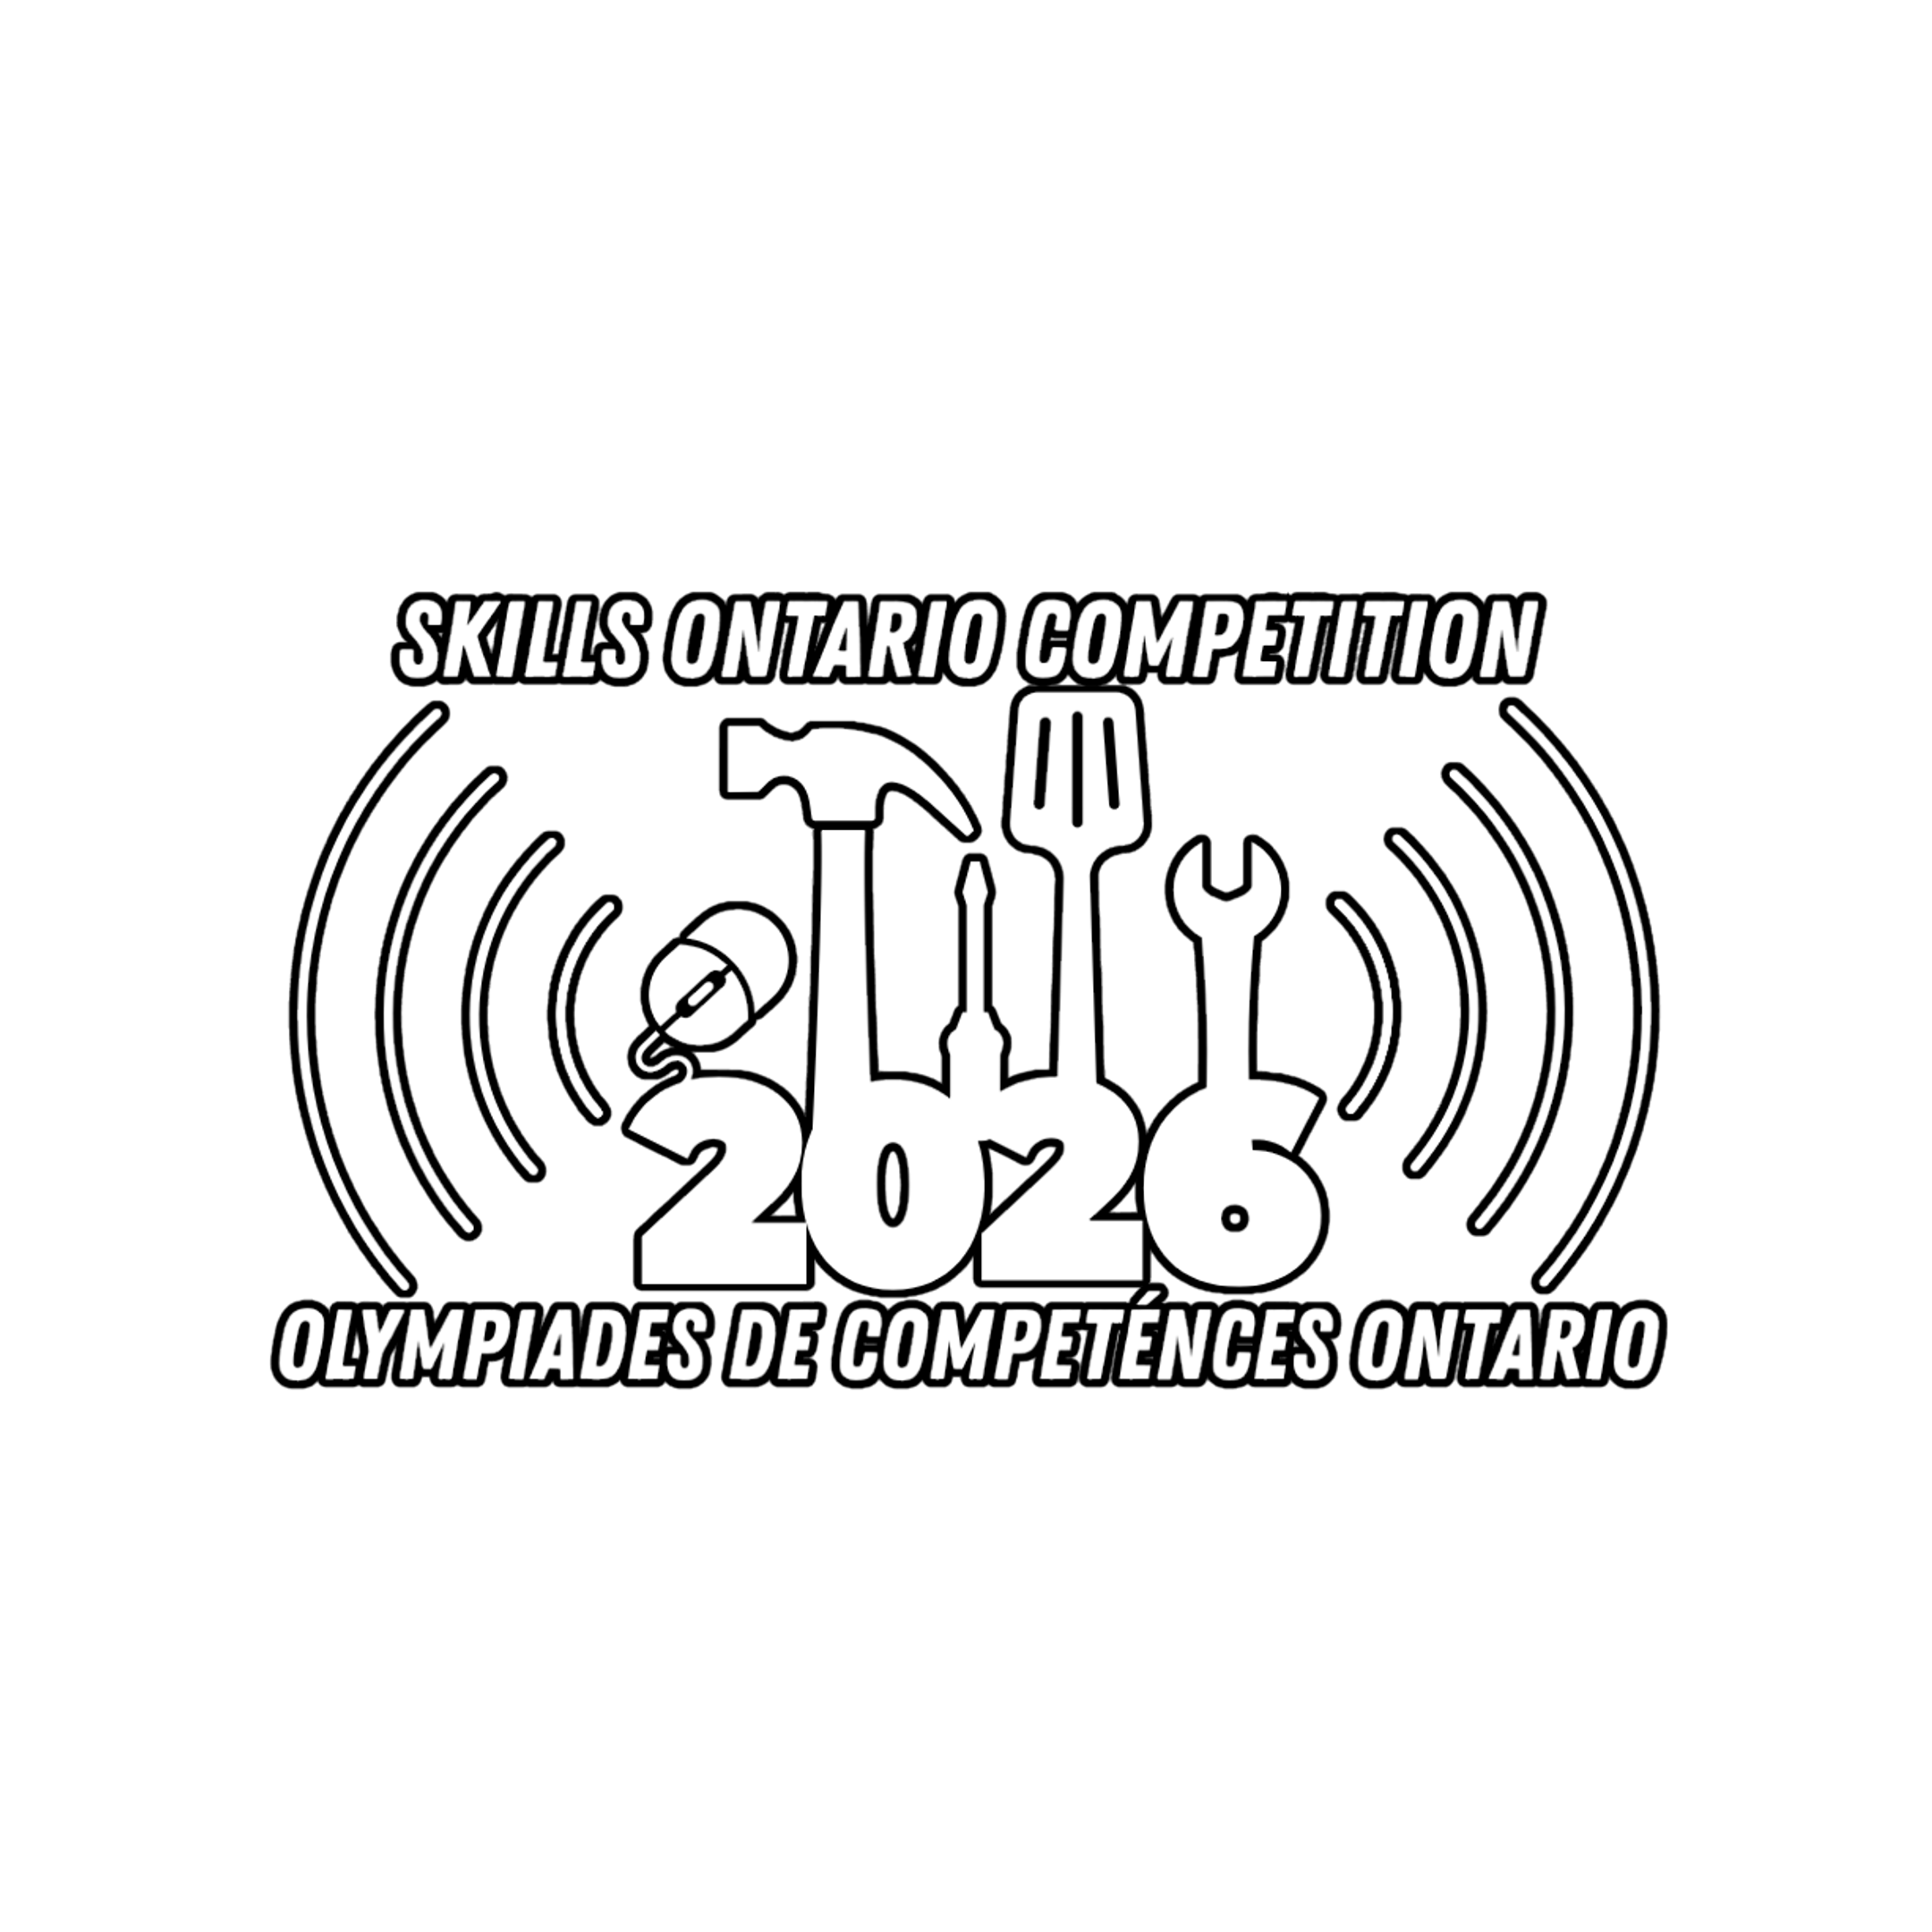 SKILLS ONTARIO COMPETITION
2026
OLYMPIADES DE COMPETÉNCES ONTARIO